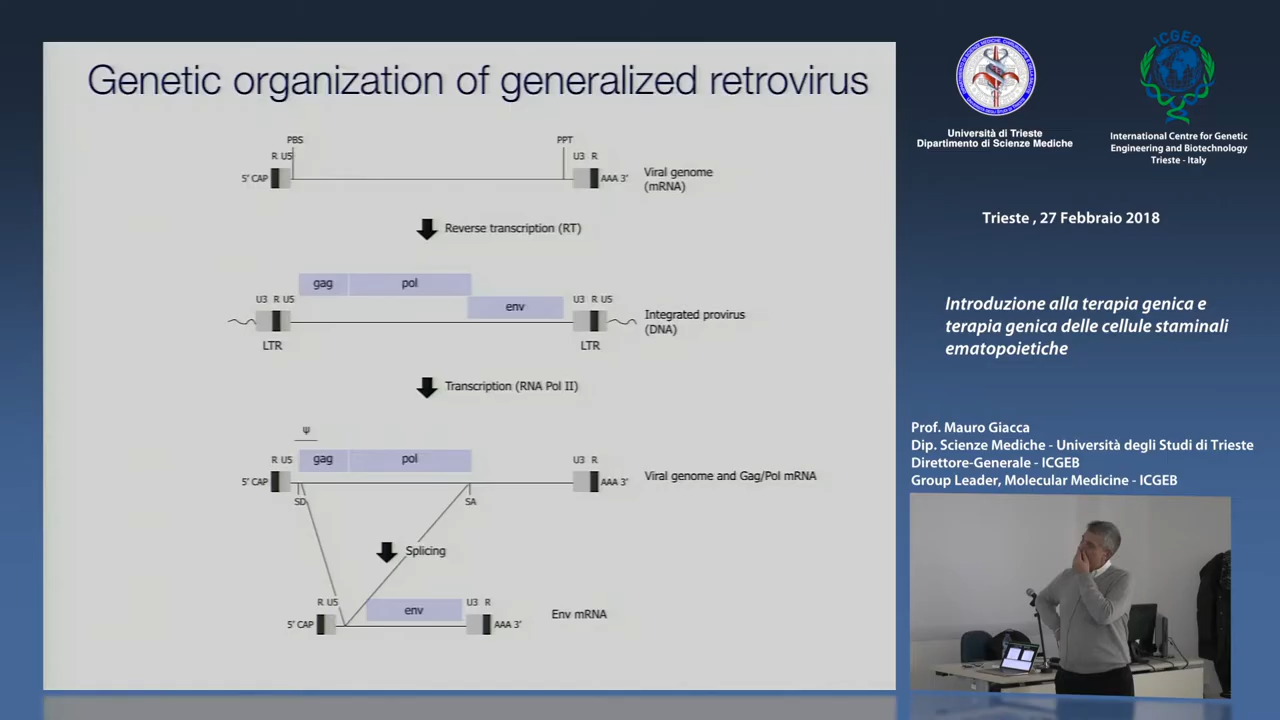 Genetic organization of generalized retrovirus
PBS
PPT
R U5
U3 R
5' CAP
AAA 3'
Viral genome
(mRNA)
Reverse transcription (RT)
gag
pol
env
U3 R U5
U3 R U5
Integrated provirus
(DNA)
LTR
LTR
Transcription (RNA Pol II)
Ψ
R U5
gag
pol
U3 R
5' CAP
AAA 3'
Viral genome and Gag/Pol mRNA
SD
SA
Splicing
R U5
env
U3 R
5' CAP
AAA 3'
Env mRNA
ICGEB
Università di Trieste
Dipartimento di Scienze Mediche
International Centre for Genetic
Engineering and Biotechnology
Trieste - Italy
Trieste , 27 Febbraio 2018
Introduzione alla terapia genica e
terapia genica delle cellule staminali
ematopoietiche
Prof. Mauro Giacca
Dip. Scienze Mediche - Università degli Studi di Trieste
Direttore-Generale - ICGEB
Group Leader, Molecular Medicine - ICGEB